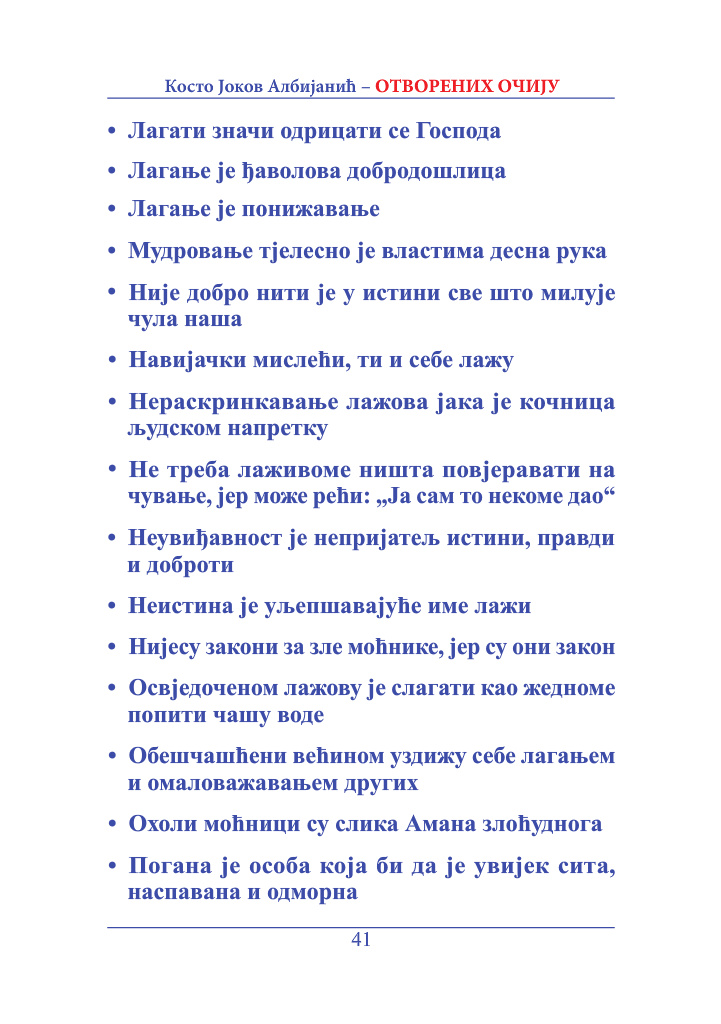 Косто Јоков Албијанић – ОТВОРЕНИХ ОЧИЈУ
• Лагати значи одрицати се Господа
• Лагање је ђаволова добродошлица
• Лагање је понижавање
• Мудровање тјелесно је властима десна рука
• Није добро нити је у истини све што милује
чула наша
• Навијачки мислећи, ти и себе лажу
• Нераскринкавање лажова јака је кочница
људском напретку
• Не треба лаживоме ништа повјеравати на
чување, јер може рећи: „Ја сам то некоме дао“
• Неувиђавност је непријатељ истини, правди
и доброти
• Неистина је уљепшавајуће име лажи
• Нијесу закони за зле моћнике, јер су они закон
• Освједоченом лажову је слагати као жедноме
попити чашу воде
• Обешчашћени већином уздижу себе лагањем
и омаловажавањем других
• Охоли моћници су слика Амана злоћуднога
• Погана је особа која би да је увијек сита,
наспавана и одморна
41